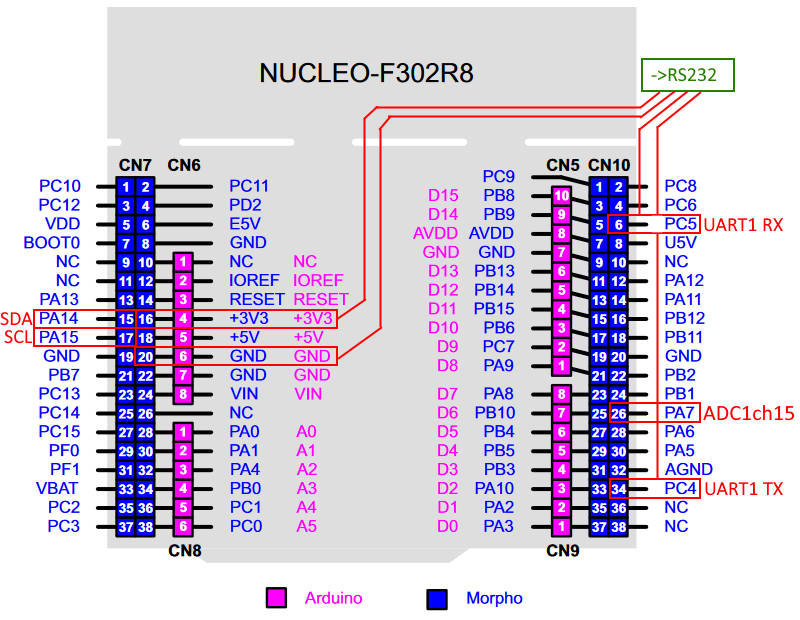 NUCLEO-F302R8
->RS232
CN7 CN6 CN5 CN10
PC9
PC10 1 2 PC11 1 2 PC8
D15 PB8 10
PC12 3 4 PD2 3 4 PC6
D14 PB9 9
VDD 5 6 E5V 5 6 PC5 UART1 RX
AVDD AVDD 8
BOOT0 7 8 GND 7 8 U5V
GND GND 7
NC 9 10 1 NC NC 9 10 NC
D13 PB13 6
NC 11 12 2 IOREF IOREF 11 12 PA12
D12 PB14 5
PA13 13 14 3 RESET RESET 13 14 PA11
D11 PB15 4
SDA PA14 15 16 4 +3V3 +3V3 15 16 PB12
D10 PB6 3
SCL PA15 17 18 5 +5V +5V 17 18 PB11
D9 PC7 2
GND 19 20 6 GND GND 19 20 GND
D8 PA9 1
PB7 21 22 7 GND GND 21 22 PB2
PC13 23 24 8 VIN VIN D7 PA8 8 23 24 PB1
PC14 25 26 NC D6 PB10 7 25 26 PA7 ADC1ch15
PC15 27 28 1 PA0 A0 D5 PB4 6 27 28 PA6
PF0 29 30 2 PA1 A1 D4 PB5 5 29 30 PA5
PF1 31 32 3 PA4 A2 D3 PB3 4 31 32 AGND
VBAT 33 34 4 PB0 A3 D2 PA10 3 33 34 PC4 UART1 TX
PC2 35 36 5 PC1 A4 D1 PA2 2 35 36 NC
PC3 37 38 6 PC0 A5 D0 PA3 1 37 38 NC
CN8 CN9
Arduino Morpho